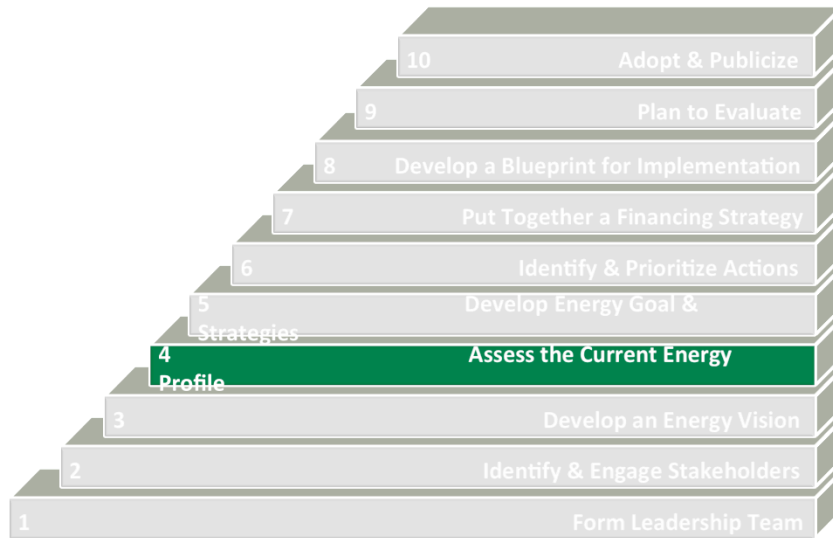 10 Adopt & Publicize
9 Plan to Evaluate
8 Develop a Blueprint for Implementation
7 Put Together a Financing Strategy
6 Identify & Prioritize Actions
5 Develop Energy Goal &
Strategies
4 Assess the Current Energy
Profile
3 Develop an Energy Vision
2 Identify & Engage Stakeholders
1 Form Leadership Team